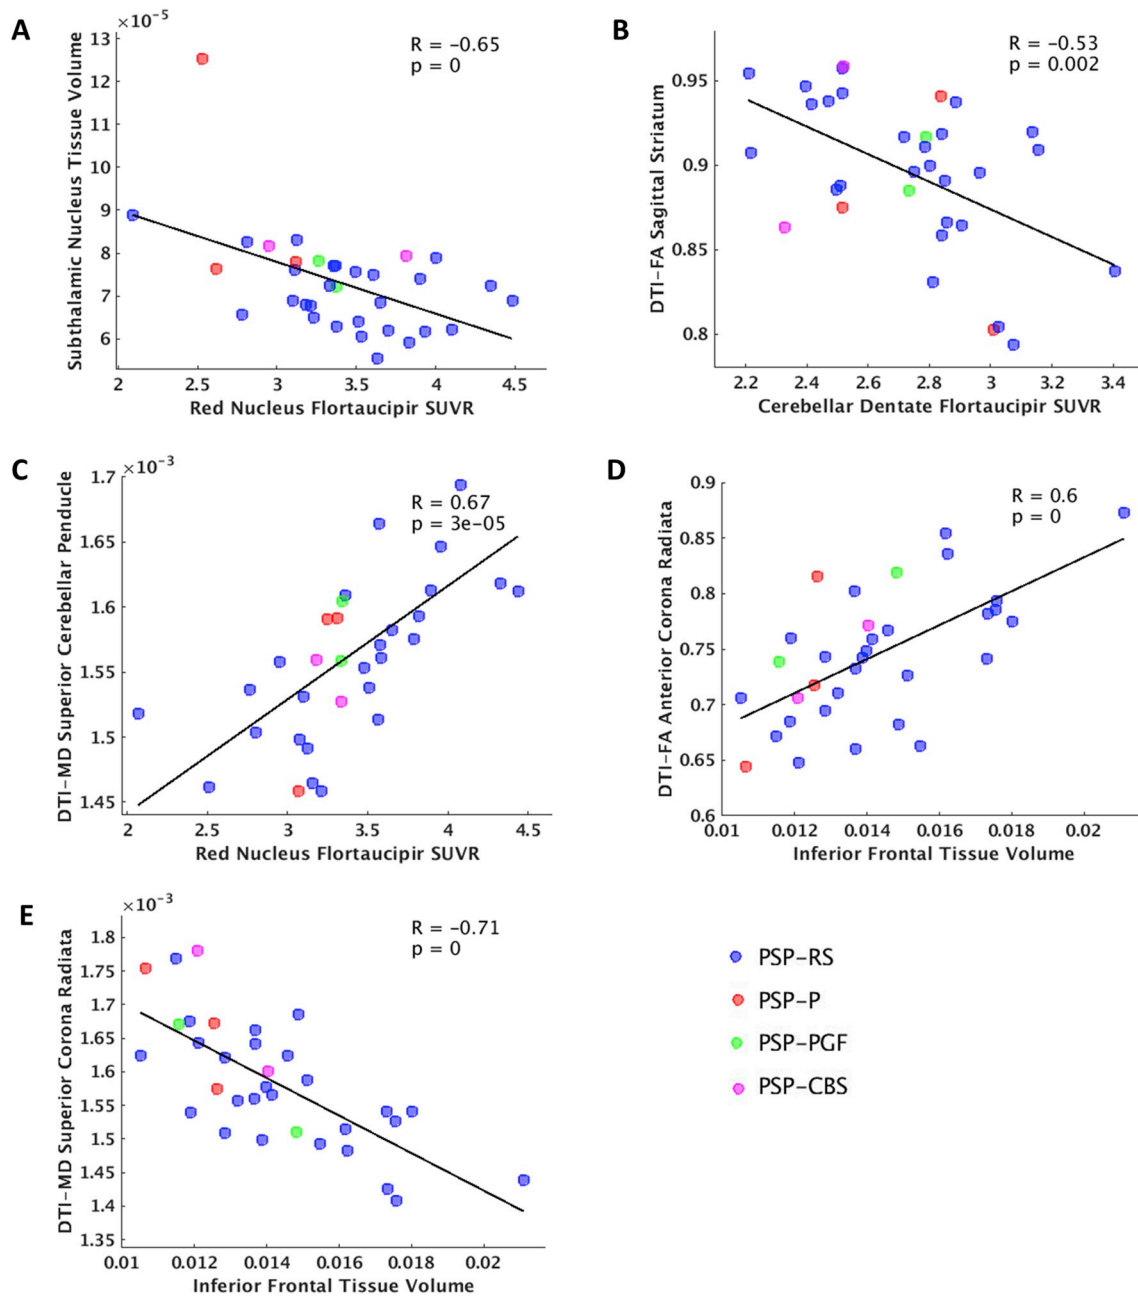 A
×10⁻⁵
R = -0.65
p = 0
13
12
11
10
9
8
7
6
Subthalamic Nucleus Tissue Volume
2 2.5 3 3.5 4 4.5
Red Nucleus Flortaucipir SUVR
B
R = -0.53
p = 0.002
0.95
0.9
0.85
0.8
DTI-FA Sagittal Striatum
2.2 2.4 2.6 2.8 3 3.2 3.4
Cerebellar Dentate Flortaucipir SUVR
C
×10⁻³
R = 0.67
p = 3e-05
1.7
1.65
1.6
1.55
1.5
1.45
DTI-MD Superior Cerebellar Penducle
2 2.5 3 3.5 4 4.5
Red Nucleus Flortaucipir SUVR
D
R = 0.6
p = 0
0.9
0.85
0.8
0.75
0.7
0.65
0.6
DTI-FA Anterior Corona Radiata
0.01 0.012 0.014 0.016 0.018 0.02
Inferior Frontal Tissue Volume
E
×10⁻³
R = -0.71
p = 0
1.8
1.75
1.7
1.65
1.6
1.55
1.5
1.45
1.4
1.35
DTI-MD Superior Corona Radiata
0.01 0.012 0.014 0.016 0.018 0.02
Inferior Frontal Tissue Volume
PSP-RS
PSP-P
PSP-PGF
PSP-CBS